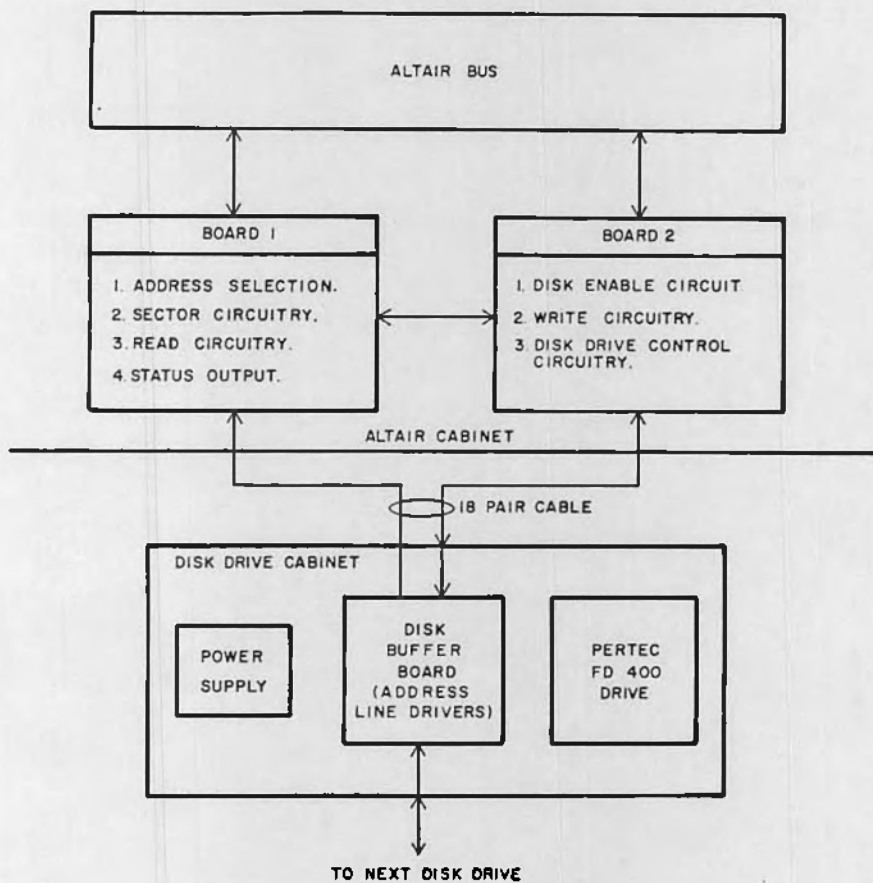 ALTAIR BUS
BOARD 1
1. ADDRESS SELECTION.
2. SECTOR CIRCUITRY.
3. READ CIRCUITRY.
4. STATUS OUTPUT.
BOARD 2
1. DISK ENABLE CIRCUIT
2. WRITE CIRCUITRY.
3. DISK DRIVE CONTROL
CIRCUITRY.
ALTAIR CABINET
18 PAIR CABLE
DISK DRIVE CABINET
POWER
SUPPLY
DISK
BUFFER
BOARD
(ADDRESS
LINE DRIVERS)
PERTEC
FD 400
DRIVE
TO NEXT DISK DRIVE